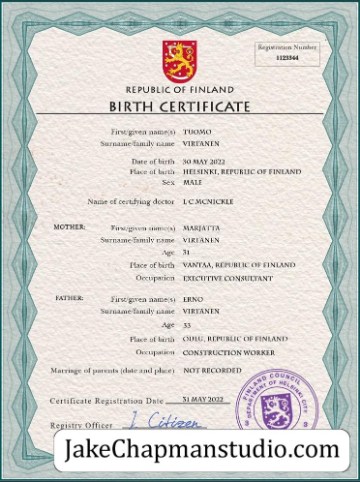 Registration Number
1123344
REPUBLIC OF FINLAND
BIRTH CERTIFICATE
First/given name(s) TUOMO
Surname/family name VIRTANEN
Date of birth 30 MAY 2022
Place of birth HELSINKI, REPUBLIC OF FINLAND
Sex MALE
Name of certifying doctor L C MCNICKLE
MOTHER: First/given name(s) MARJATTA
Surname/family name VIRTANEN
Age 31
Place of birth VANTAA, REPUBLIC OF FINLAND
Occupation EXECUTIVE CONSULTANT
FATHER: First/given name(s) ERNO
Surname/family name VIRTANEN
Age 33
Place of birth OULU, REPUBLIC OF FINLAND
Occupation CONSTRUCTION WORKER
Marriage of parents (date and place) NOT RECORDED
Certificate Registration Date 31 MAY 2022
Registry Officer J. Citizen
FINLAND COUNCIL
DEPARTMENT OF HELSINKI CITY
JakeChapmanstudio.com